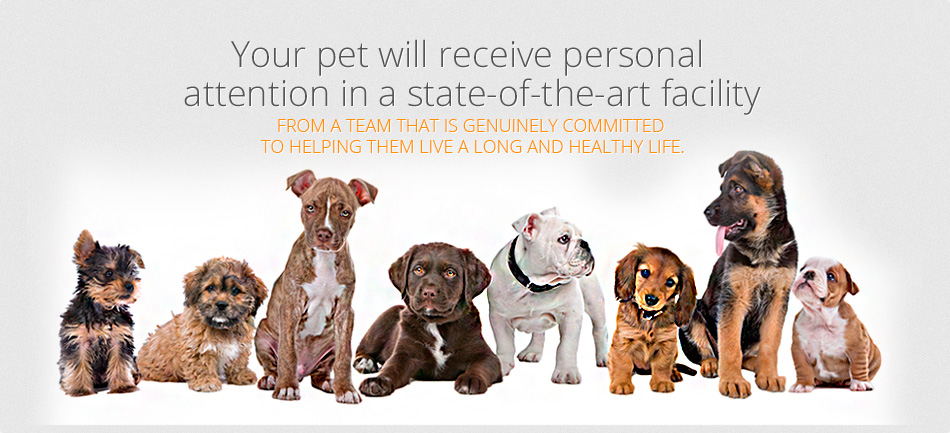 Your pet will receive personal
attention in a state-of-the-art facility
FROM A TEAM THAT IS GENUINELY COMMITTED
TO HELPING THEM LIVE A LONG AND HEALTHY LIFE.